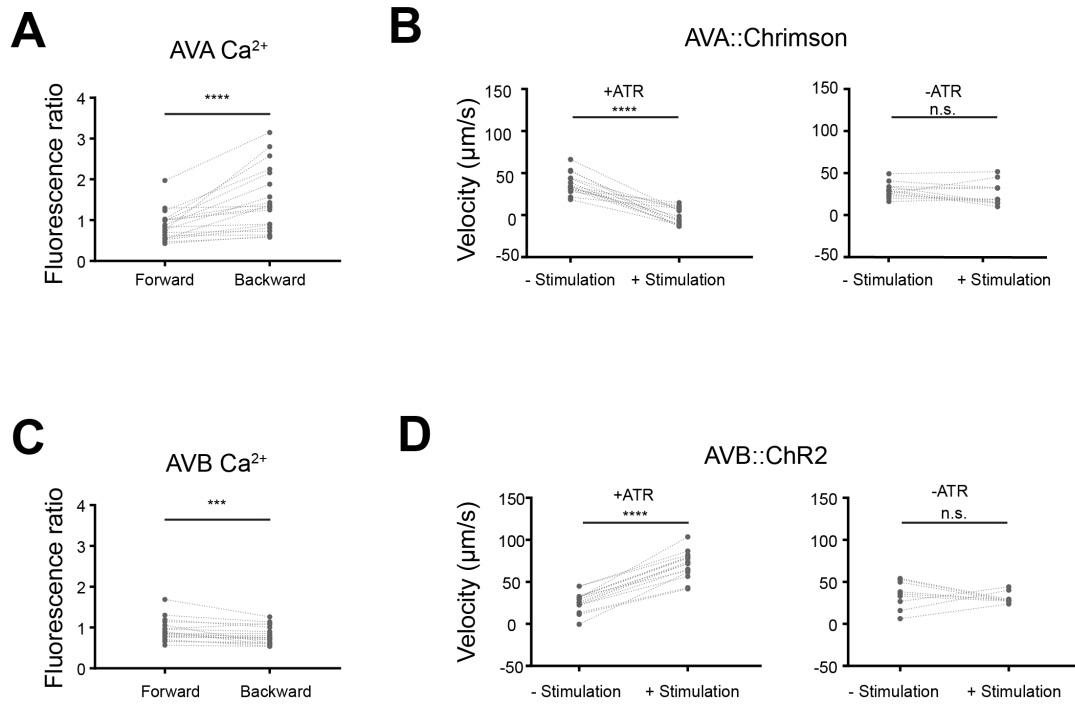 A
AVA Ca²⁺
Fluorescence ratio
4
3
2
1
0
****
Forward Backward
B
AVA::Chrimson
Velocity (µm/s)
150
100
50
0
-50
+ATR
****
- Stimulation + Stimulation
150
100
50
0
-50
-ATR
n.s.
- Stimulation + Stimulation
C
AVB Ca²⁺
Fluorescence ratio
4
3
2
1
0
***
Forward Backward
D
AVB::ChR2
Velocity (µm/s)
150
100
50
0
-50
+ATR
****
- Stimulation + Stimulation
150
100
50
0
-50
-ATR
n.s.
- Stimulation + Stimulation